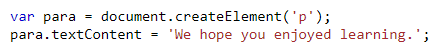 var para = document.createElement('p');
para.textContent = 'We hope you enjoyed learning.';